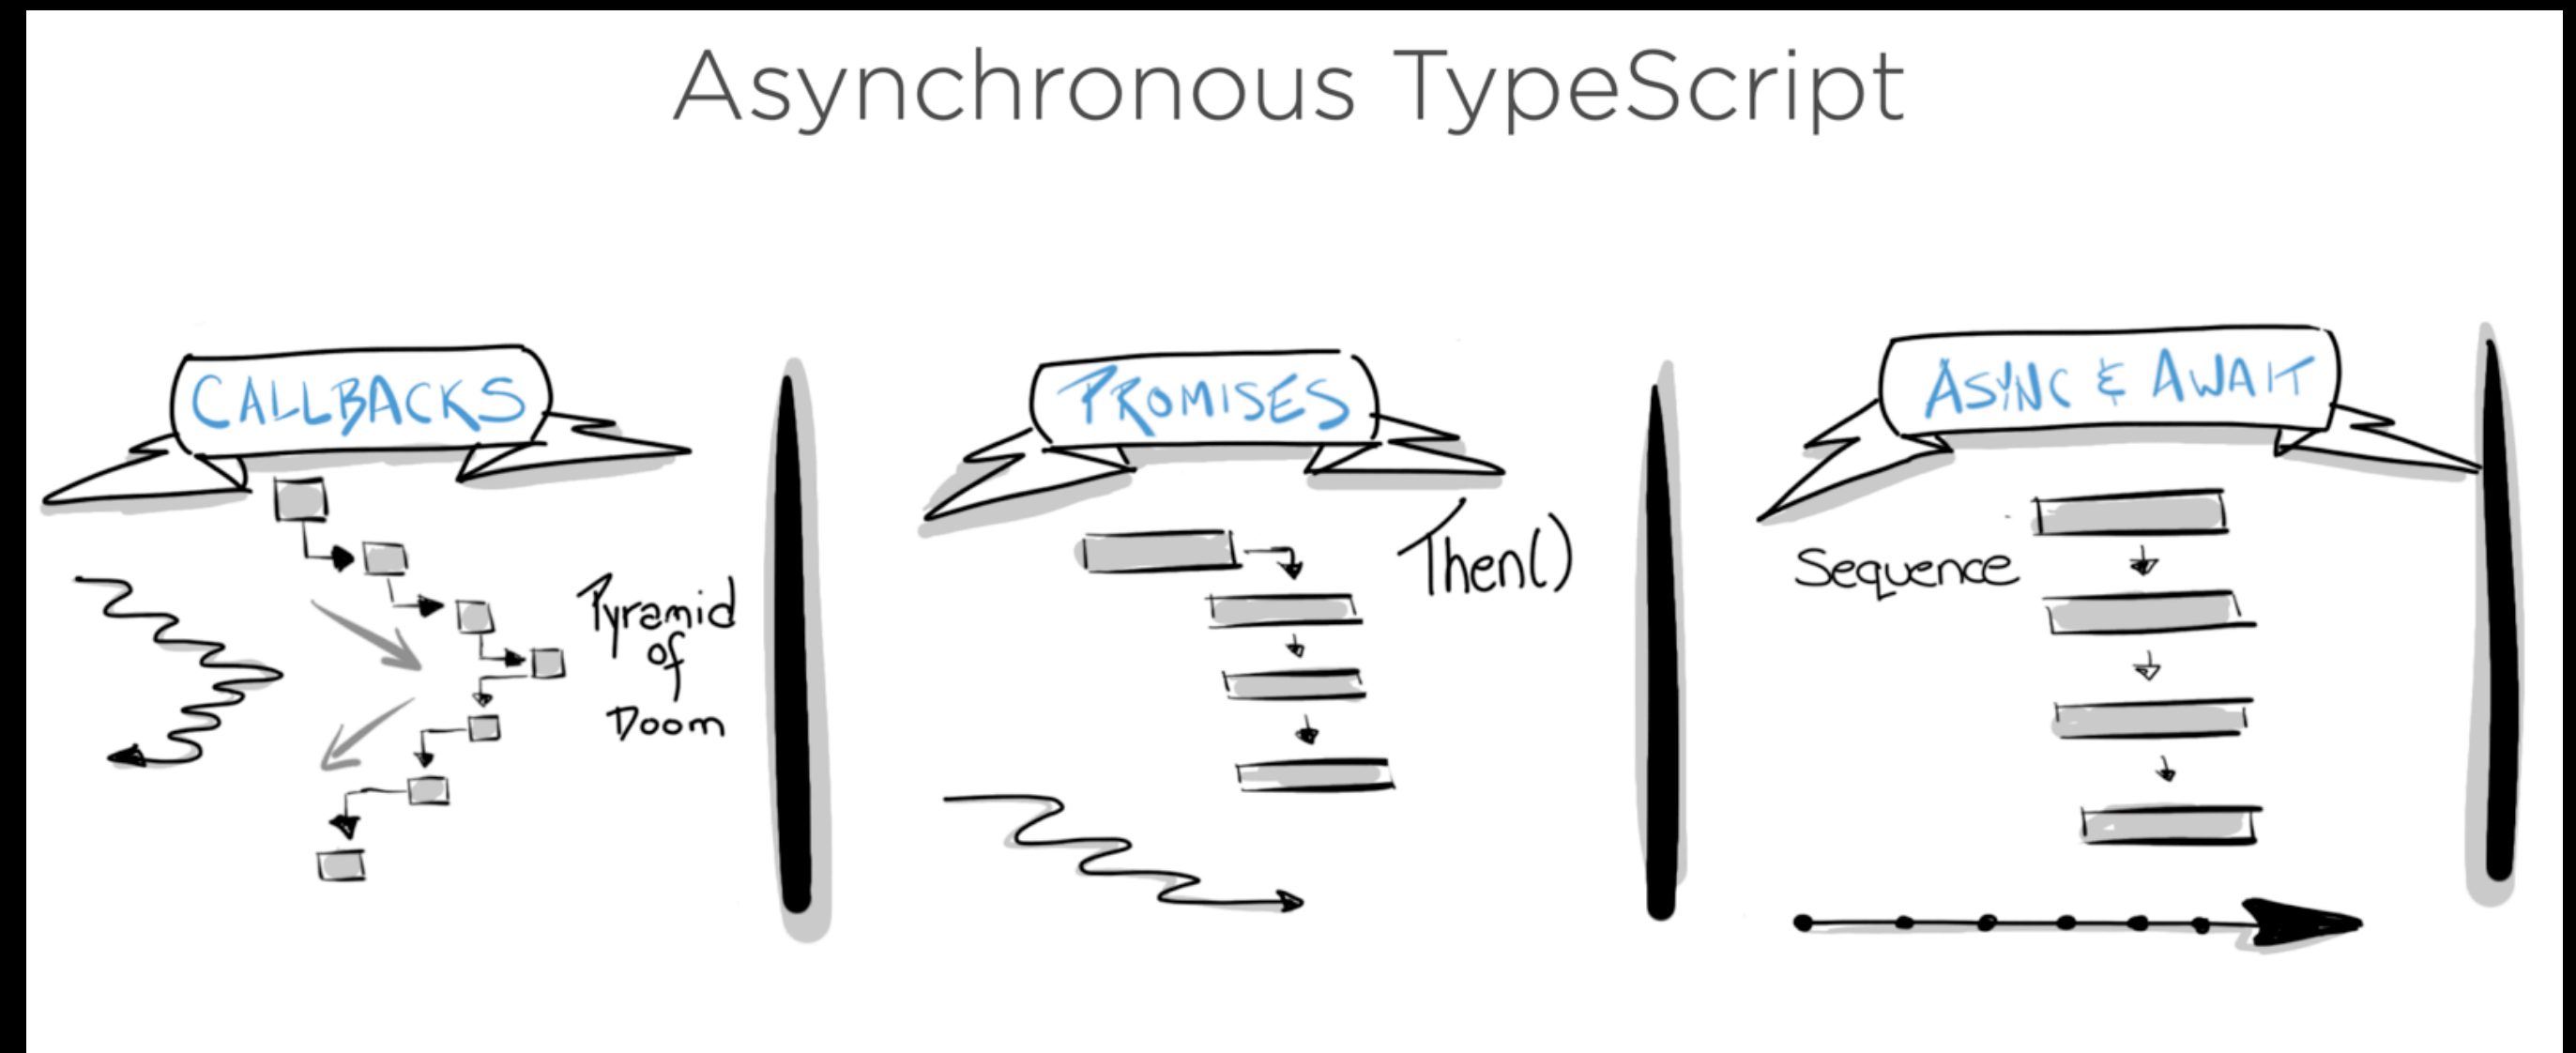 Asynchronous TypeScript
CALLBACKS
Pyramid
of
Doom
PROMISES
Then()
ASYNC & AWAIT
Sequence